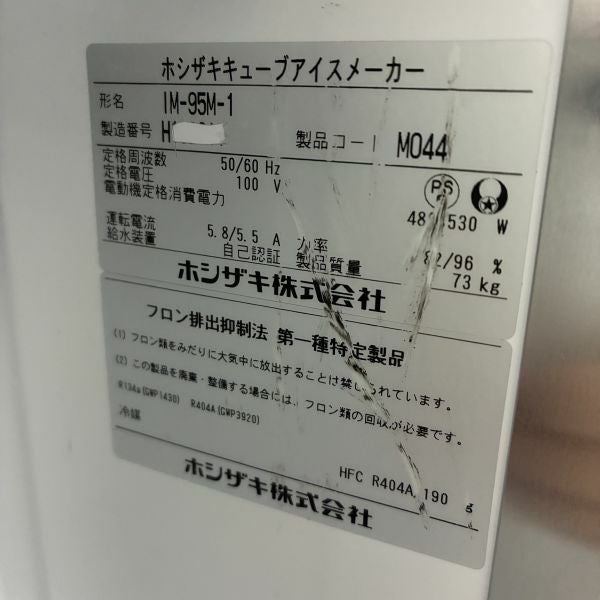 ホシザキキューブアイスメーカー
形名 IM-95M-1
製造番号 H
製品コード M044
定格周波数 50/60 Hz
定格電圧 100 V
電動機定格消費電力 530 W
PS
運転電流 5.8/5.5 A 力率 82/96 %
給水装置 自己認証 製品質量 73 kg
ホシザキ株式会社
フロン排出抑制法 第一種特定製品
(1) フロン類をみだりに大気中に放出することは禁じられています。
(2) この製品を廃棄・整備する場合には、フロン類の回収が必要です。
R134a(GWP1430) R404A(GWP3920)
冷媒 HFC R404A 190 g
ホシザキ株式会社